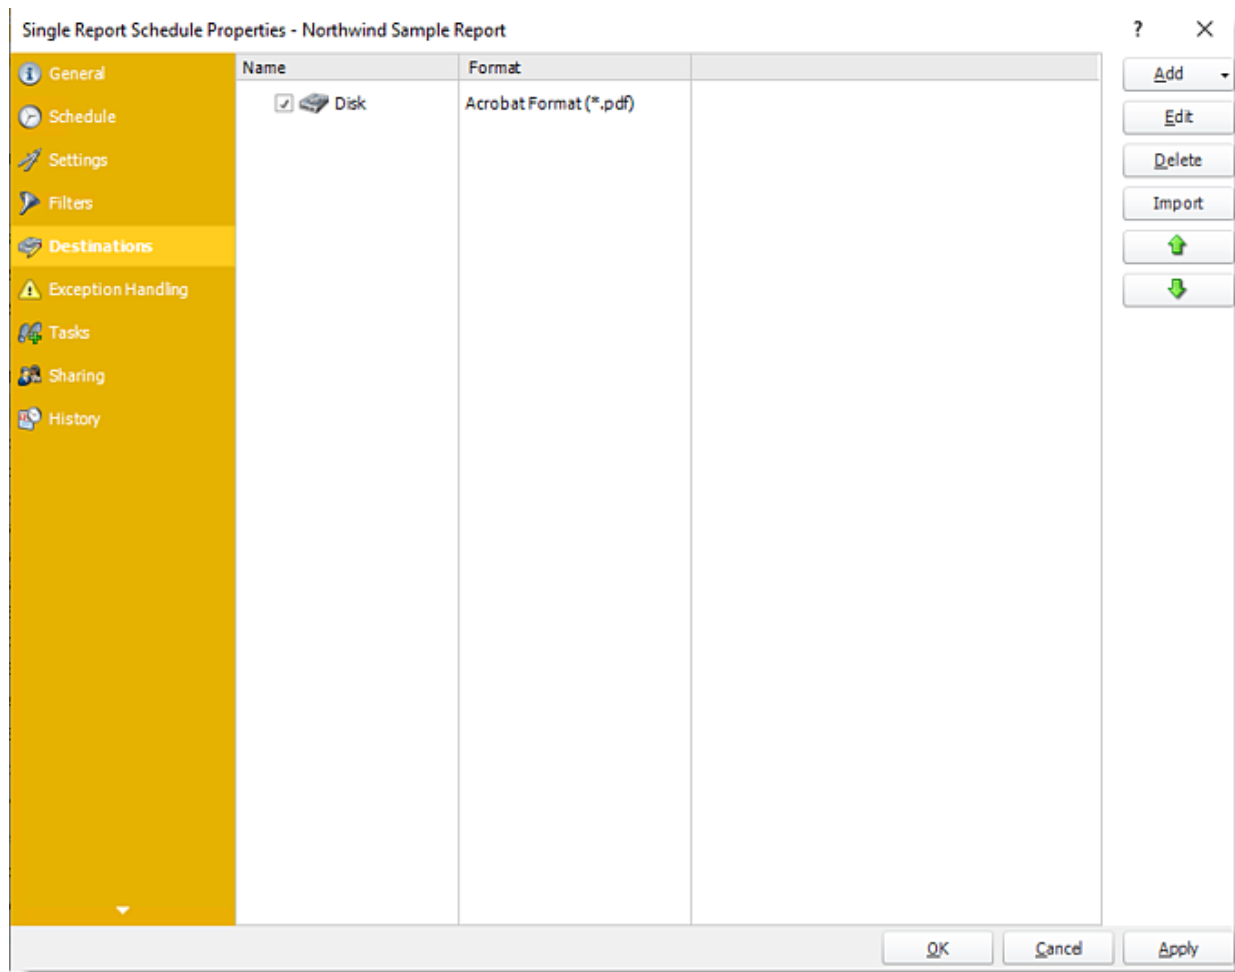 Single Report Schedule Properties - Northwind Sample Report
?
General
Schedule
Settings
Filters
Destinations
Exception Handling
Tasks
Sharing
History
Name Format
Disk Acrobat Format (*.pdf)
Add
Edit
Delete
Import
OK Cancel Apply